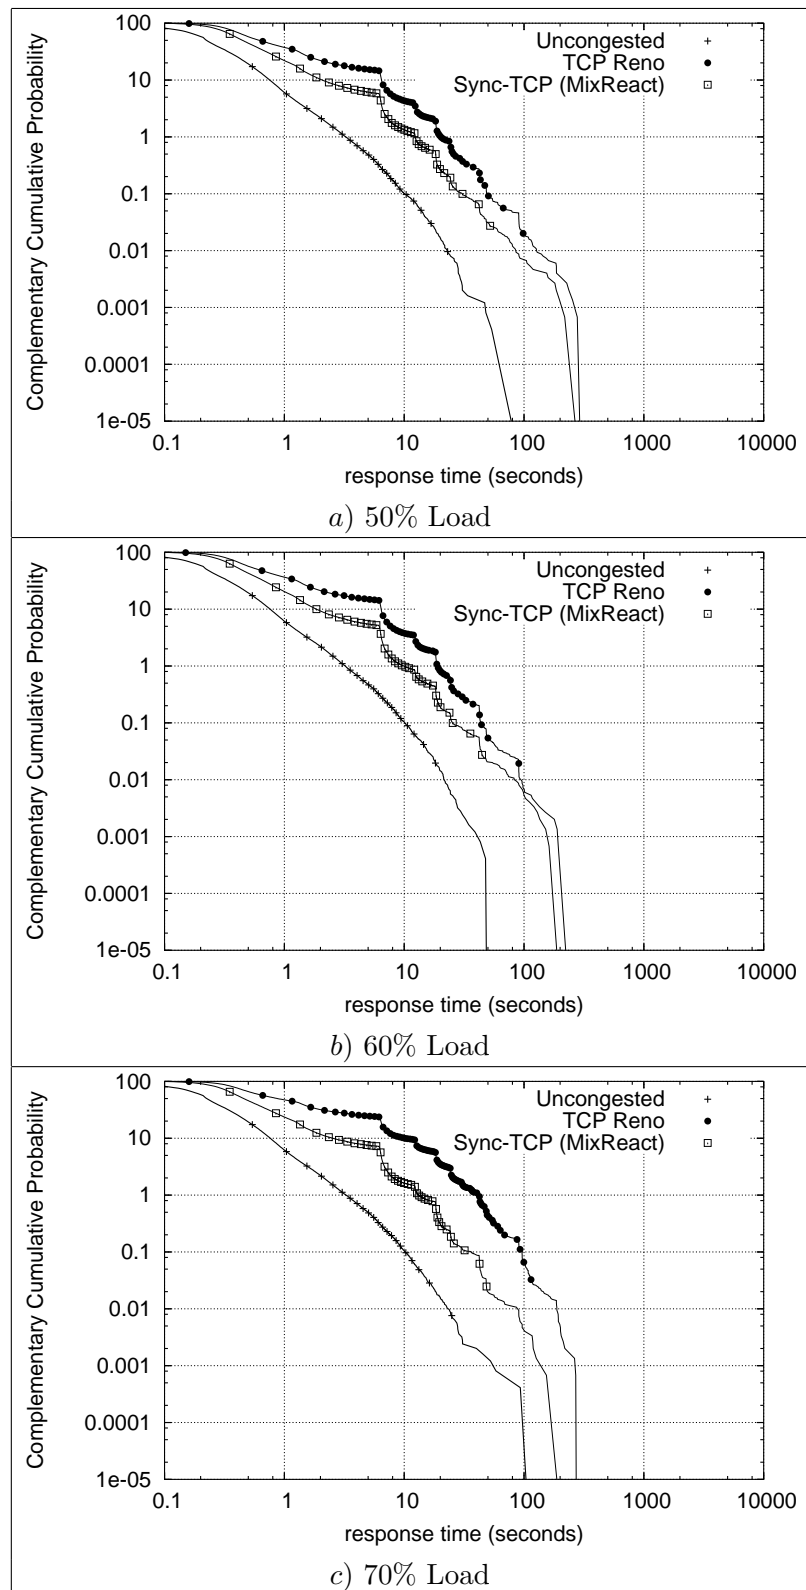 Complementary Cumulative Probability
100
10
1
0.1
0.01
0.001
0.0001
1e-05
0.1 1 10 100 1000 10000
response time (seconds)
Uncongested
TCP Reno
Sync-TCP (MixReact)
a) 50% Load
Complementary Cumulative Probability
100
10
1
0.1
0.01
0.001
0.0001
1e-05
0.1 1 10 100 1000 10000
response time (seconds)
Uncongested
TCP Reno
Sync-TCP (MixReact)
b) 60% Load
Complementary Cumulative Probability
100
10
1
0.1
0.01
0.001
0.0001
1e-05
0.1 1 10 100 1000 10000
response time (seconds)
Uncongested
TCP Reno
Sync-TCP (MixReact)
c) 70% Load